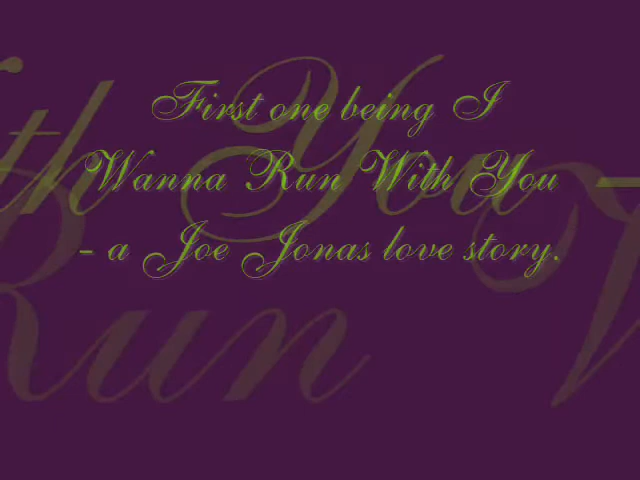 First one being I
Wanna Run With You
- a Joe Jonas love story.